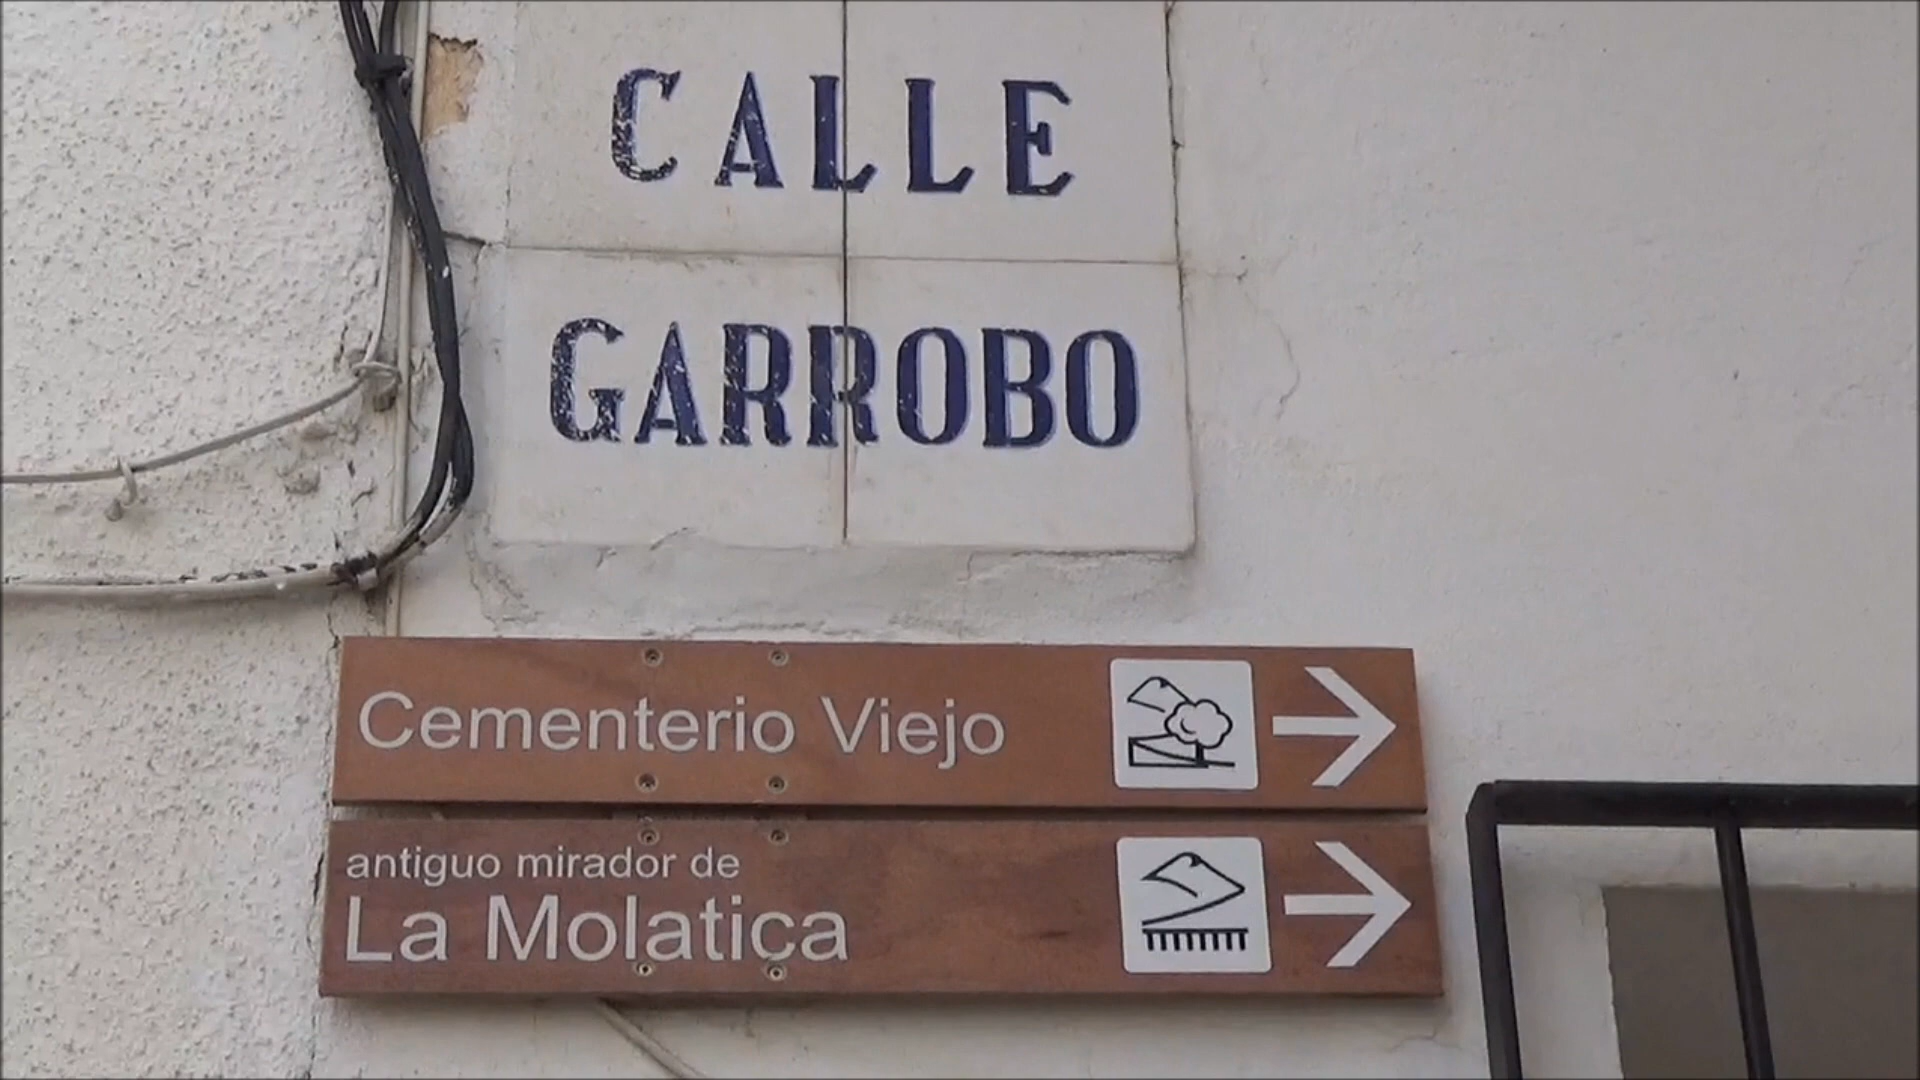 CALLE
GARROBO
Cementerio Viejo
antiguo mirador de
La Molatica